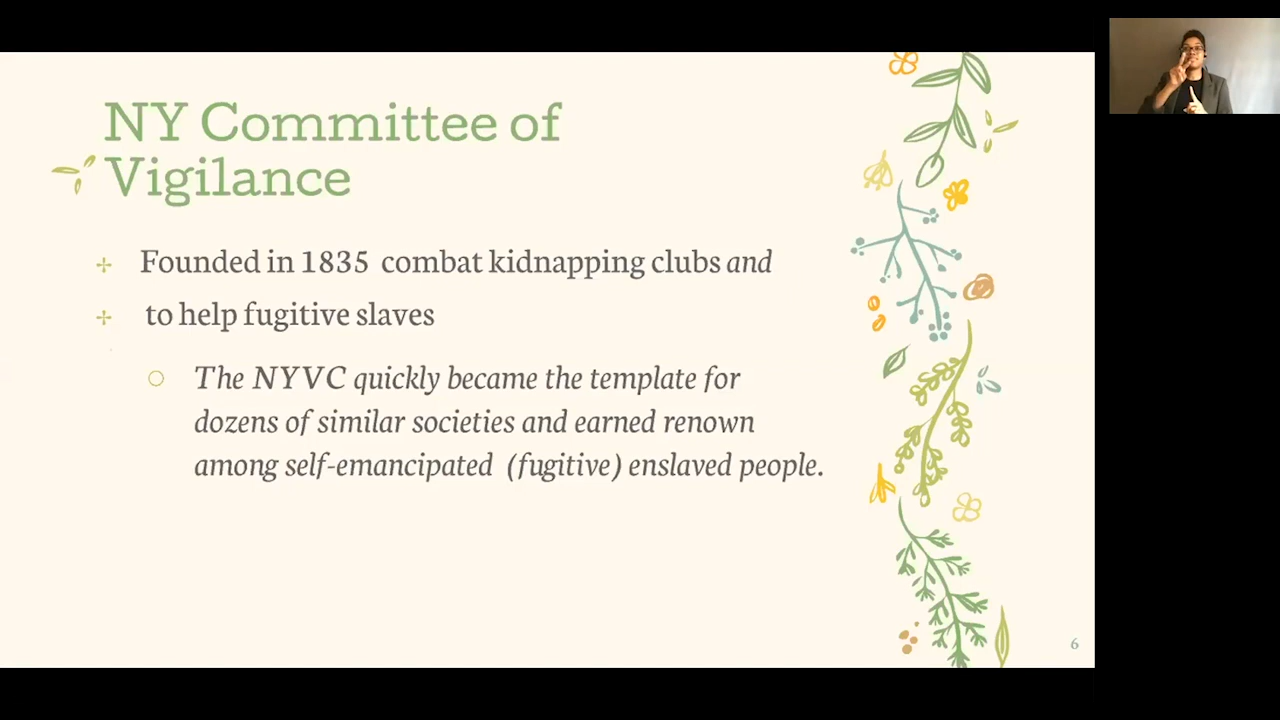 NY Committee of
Vigilance
Founded in 1835  combat kidnapping clubs and
to help fugitive slaves
The NYVC quickly became the template for
dozens of similar societies and earned renown
among self-emancipated  (fugitive) enslaved people.
6